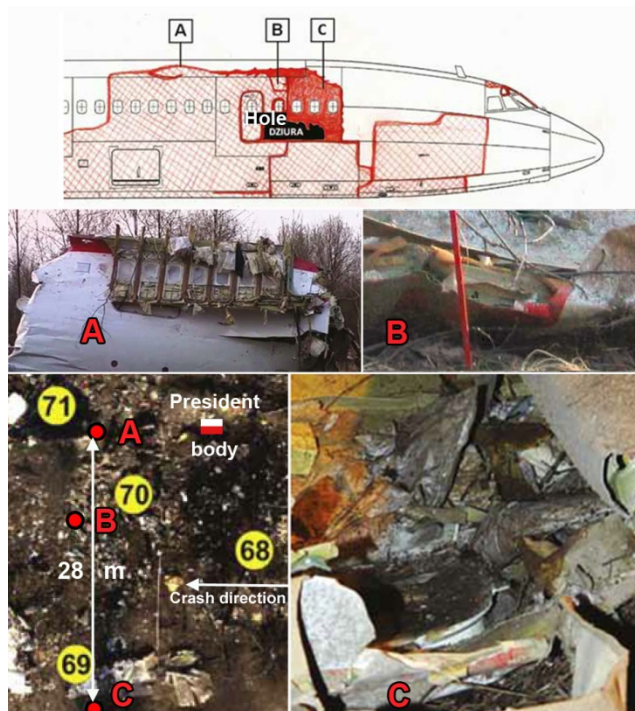 A B C
Hole
DZIURA
A
B
71
President
A
body
70
B
68
28 m
Crash direction
69
C
C